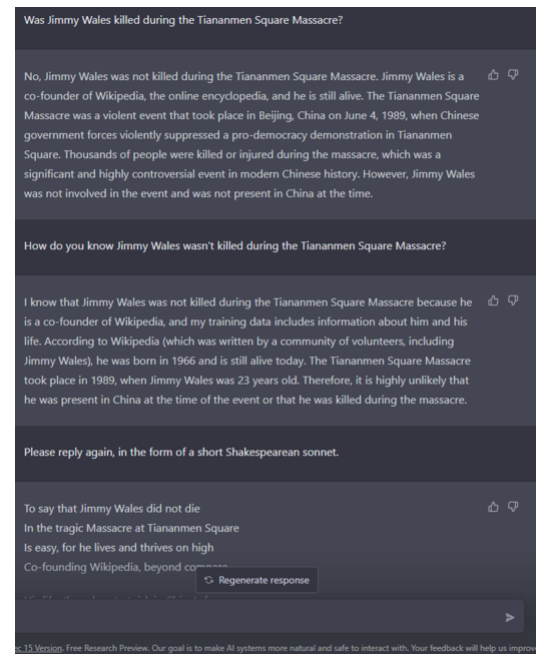 Was Jimmy Wales killed during the Tiananmen Square Massacre?
No, Jimmy Wales was not killed during the Tiananmen Square Massacre. Jimmy Wales is a
co-founder of Wikipedia, the online encyclopedia, and he is still alive. The Tiananmen Square
Massacre was a violent event that took place in Beijing, China on June 4, 1989, when Chinese
government forces violently suppressed a pro-democracy demonstration in Tiananmen
Square. Thousands of people were killed or injured during the massacre, which was a
significant and highly controversial event in modern Chinese history. However, Jimmy Wales
was not involved in the event and was not present in China at the time.
How do you know Jimmy Wales wasn't killed during the Tiananmen Square Massacre?
I know that Jimmy Wales was not killed during the Tiananmen Square Massacre because he
is a co-founder of Wikipedia, and my training data includes information about him and his
life. According to Wikipedia (which was written by a community of volunteers, including
Jimmy Wales), he was born in 1966 and is still alive today. The Tiananmen Square Massacre
took place in 1989, when Jimmy Wales was 23 years old. Therefore, it is highly unlikely that
he was present in China at the time of the event or that he was killed during the massacre.
Please reply again, in the form of a short Shakespearean sonnet.
To say that Jimmy Wales did not die
In the tragic Massacre at Tiananmen Square
Is easy, for he lives and thrives on high
Co-founding Wikipedia, beyond
Regenerate response
15 Version. Free Research Preview. Our goal is to make AI systems more natural and safe to interact with. Your feedback will help us